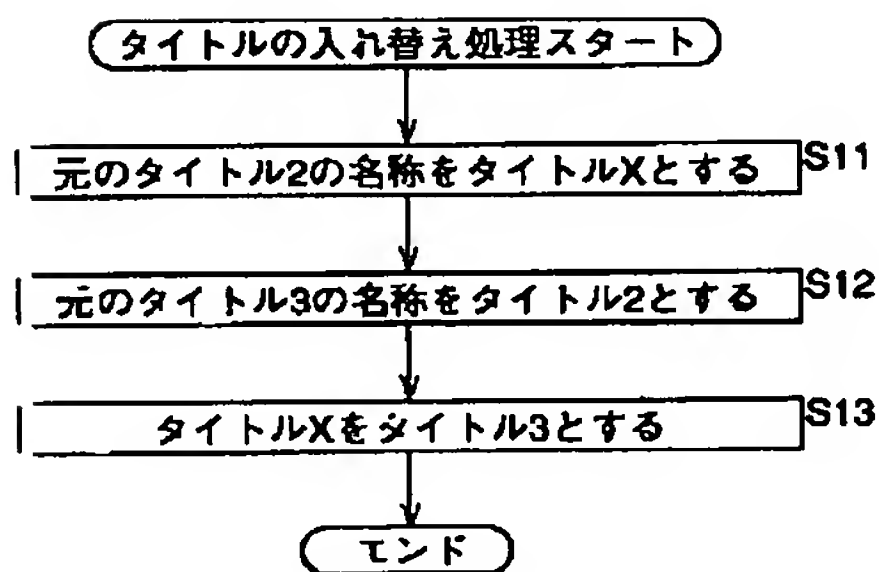 タイトルの入れ替え処理スタート
元のタイトル2の名称をタイトルXとする S11
元のタイトル3の名称をタイトル2とする S12
タイトルXをタイトル3とする S13
エンド